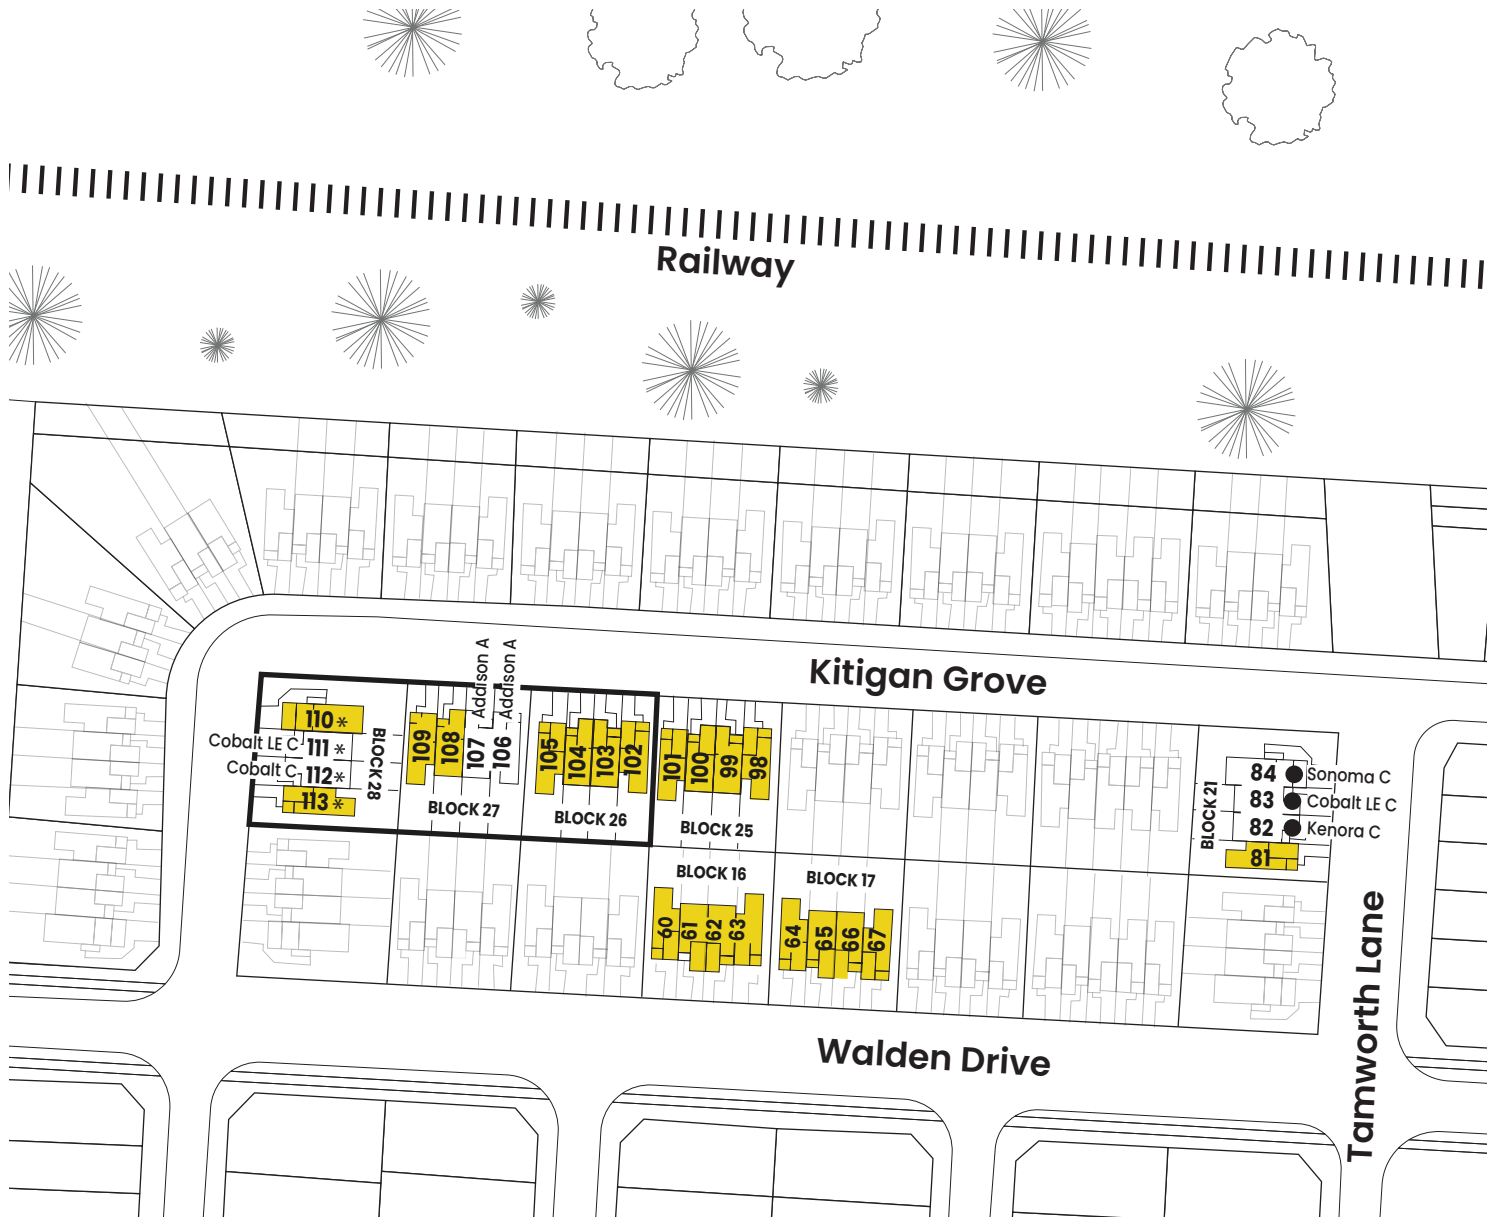 Railway
Kitigan Grove
Addison A
Addison A
110 *
Cobalt LE C
111 *
Cobalt C
112 *
113 *
BLOCK 28
109
108
107
106
BLOCK 27
105
104
103
102
BLOCK 26
101
100
99
98
BLOCK 25
84
Sonoma C
83
Cobalt LE C
82
Kenora C
81
BLOCK 21
BLOCK 16
60
61
62
63
BLOCK 17
64
65
66
67
Walden Drive
Tamworth Lane